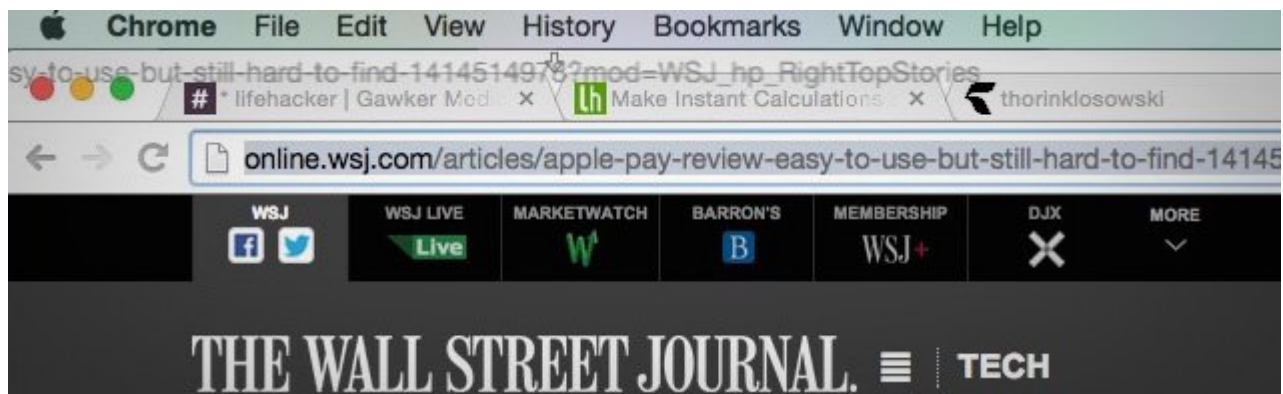 Chrome File Edit View History Bookmarks Window Help
sy-to-use-but-still-hard-to-find-1414514978?mod=WSJ_hp_RightTopStories
# * lifehacker | Gawker Medi × lh Make Instant Calculations × thorinklosowski
online.wsj.com/articles/apple-pay-review-easy-to-use-but-still-hard-to-find-14145
WSJ WSJ LIVE MARKETWATCH BARRON'S MEMBERSHIP DJX MORE
f Live W B WSJ+ X
THE WALL STREET JOURNAL. TECH